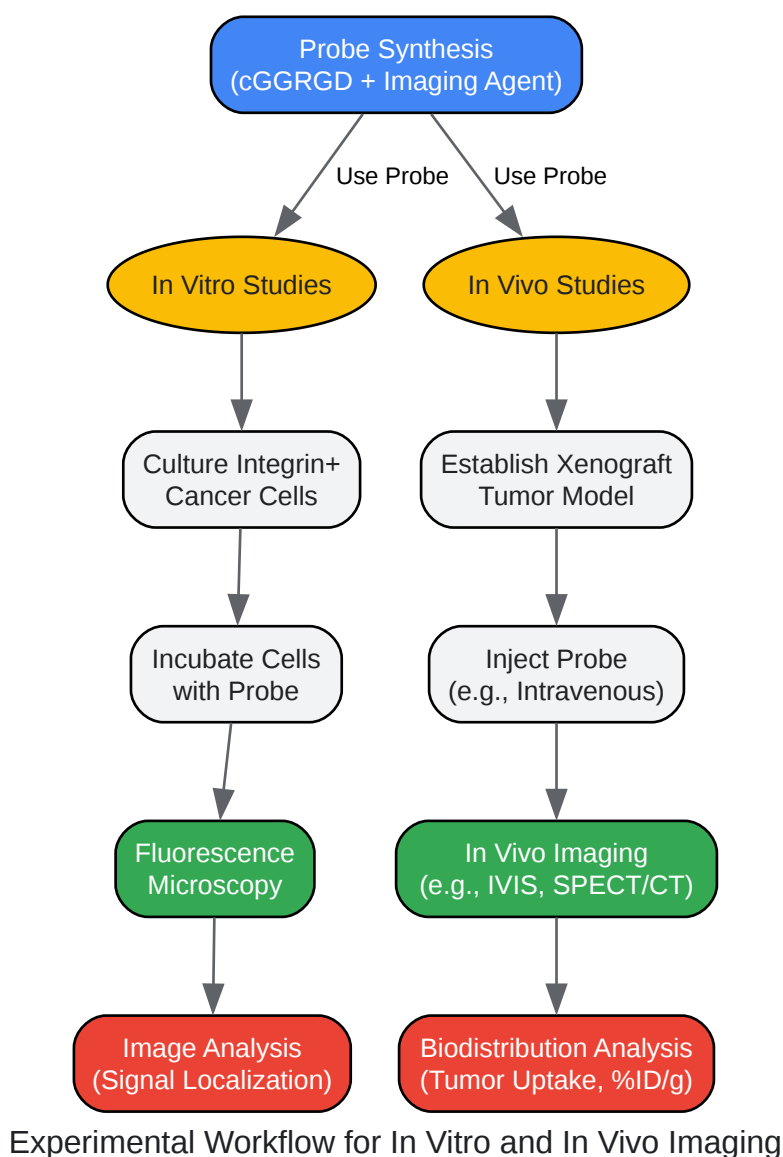 Probe Synthesis
(cGGRGD + Imaging Agent)
Use Probe
Use Probe
In Vitro Studies
In Vivo Studies
Culture Integrin+
Cancer Cells
Establish Xenograft
Tumor Model
Incubate Cells
with Probe
Inject Probe
(e.g., Intravenous)
Fluorescence
Microscopy
In Vivo Imaging
(e.g., IVIS, SPECT/CT)
Image Analysis
(Signal Localization)
Biodistribution Analysis
(Tumor Uptake, %ID/g)
Experimental Workflow for In Vitro and In Vivo Imaging